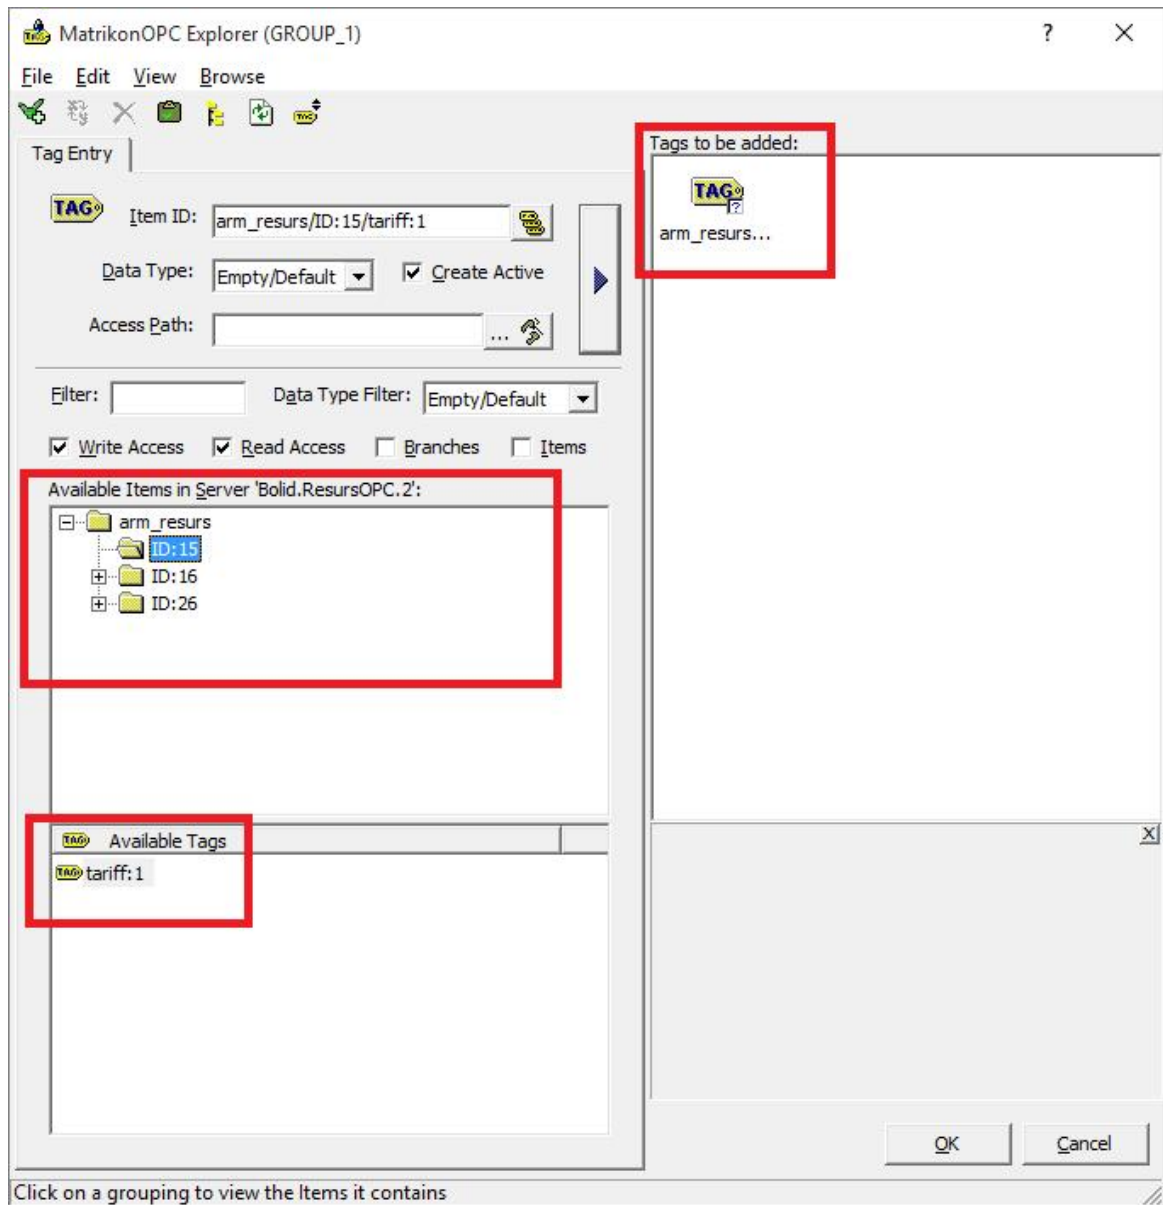 MatrikonOPC Explorer (GROUP_1)
? 
File Edit View Browse
Tag Entry
TAG
Item ID: arm_resurs/ID:15/tariff:1
Data Type: Empty/Default Create Active
Access Path: ...
Filter: Data Type Filter: Empty/Default
Write Access Read Access Branches Items
Available Items in Server 'Bolid.ResursOPC.2':
arm_resurs
ID:15
ID:16
ID:26
TAG Available Tags
TAG tariff:1
Tags to be added:
TAG
?
arm_resurs...
X
OK Cancel
Click on a grouping to view the Items it contains